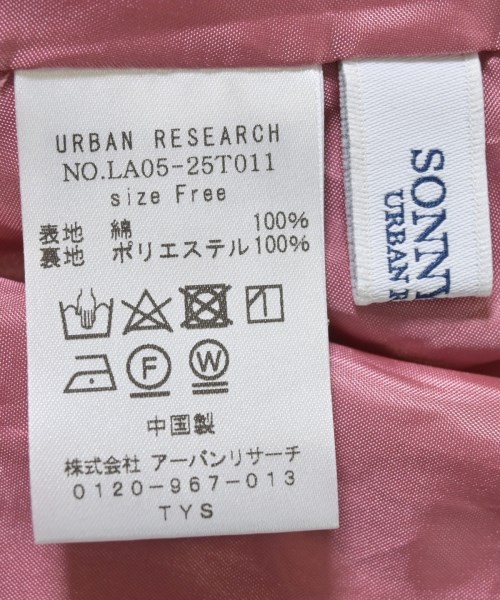 URBAN RESEARCH
NO.LA05-25T011
size Free
表地 綿 100%
裏地 ポリエステル100%
F W
中国製
株式会社 アーバンリサーチ
0120-967-013
TYS
SONNY
URBAN R